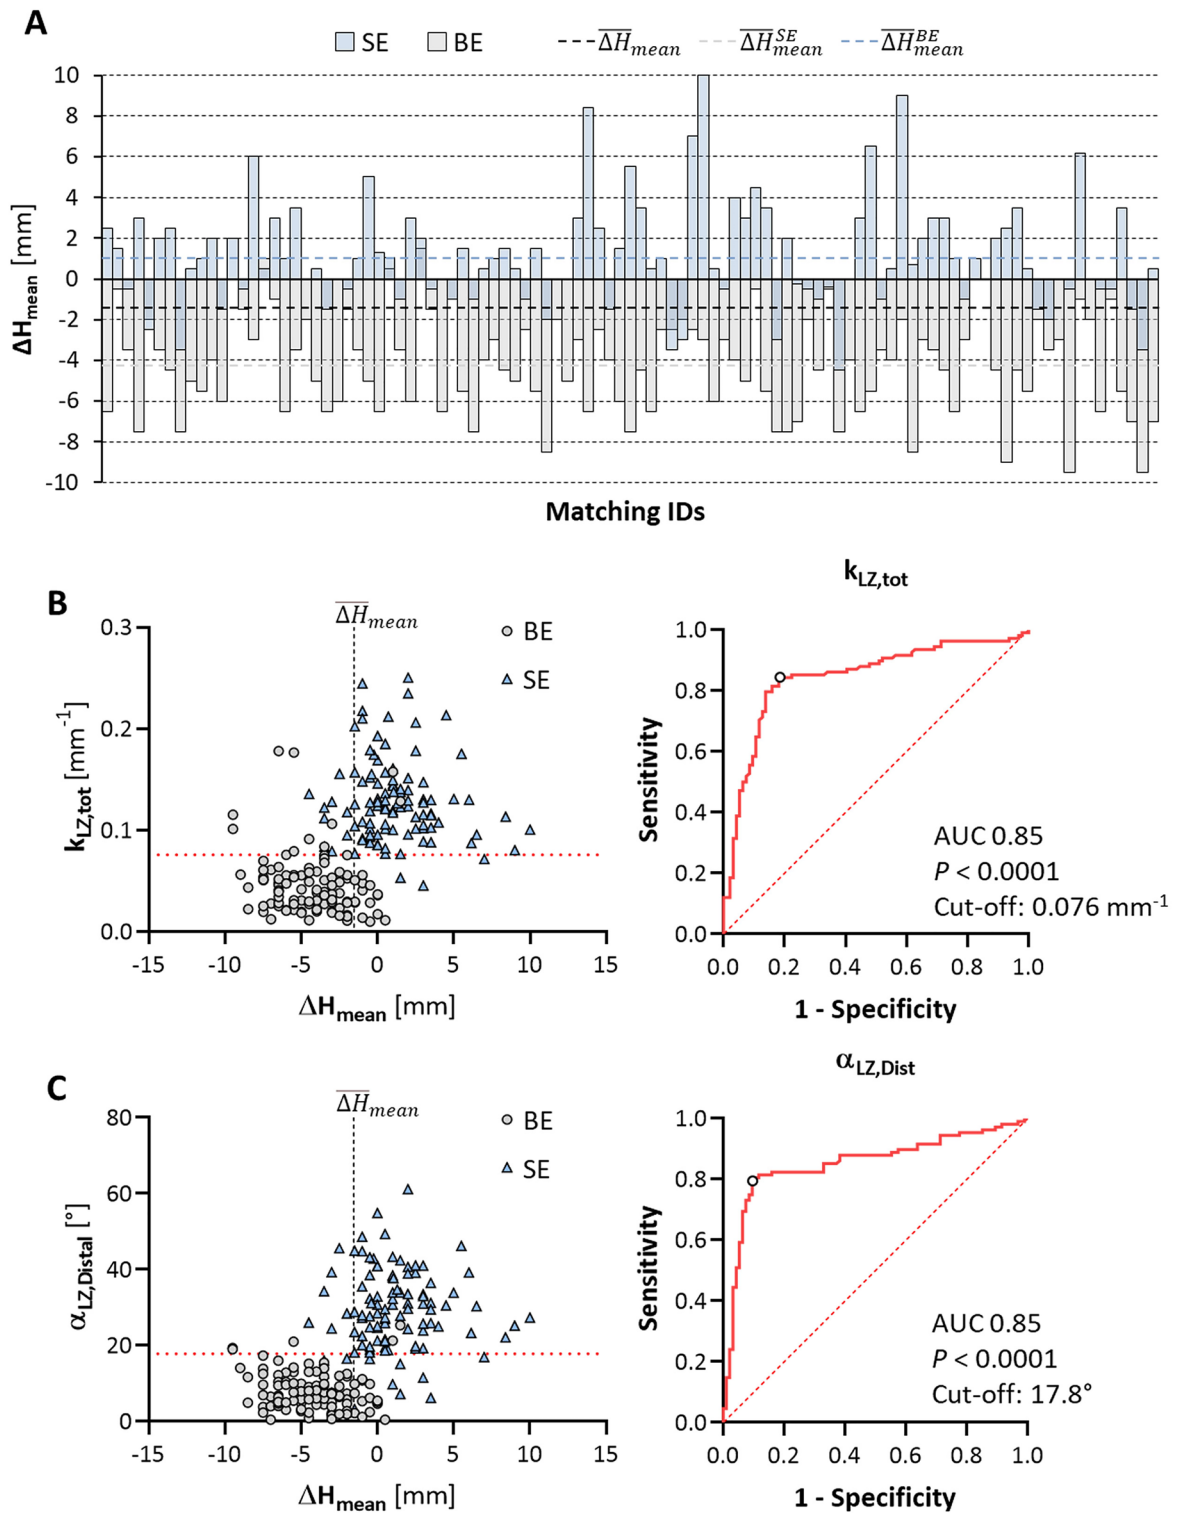 A
SE BE ΔH̅mean ΔH̅mean^SE ΔH̅mean^BE
ΔHmean [mm]
10
8
6
4
2
0
-2
-4
-6
-8
-10
Matching IDs
B
ΔH̅mean
BE
SE
kLZ,tot [mm-1]
0.3
0.2
0.1
0.0
-15 -10 -5 0 5 10 15
ΔHmean [mm]
kLZ,tot
Sensitivity
1.0
0.8
0.6
0.4
0.2
0.0
AUC 0.85
P < 0.0001
Cut-off: 0.076 mm-1
0.0 0.2 0.4 0.6 0.8 1.0
1 - Specificity
C
ΔH̅mean
BE
SE
αLZ,Distal [°]
80
60
40
20
0
-15 -10 -5 0 5 10 15
ΔHmean [mm]
αLZ,Dist
Sensitivity
1.0
0.8
0.6
0.4
0.2
0.0
AUC 0.85
P < 0.0001
Cut-off: 17.8°
0.0 0.2 0.4 0.6 0.8 1.0
1 - Specificity